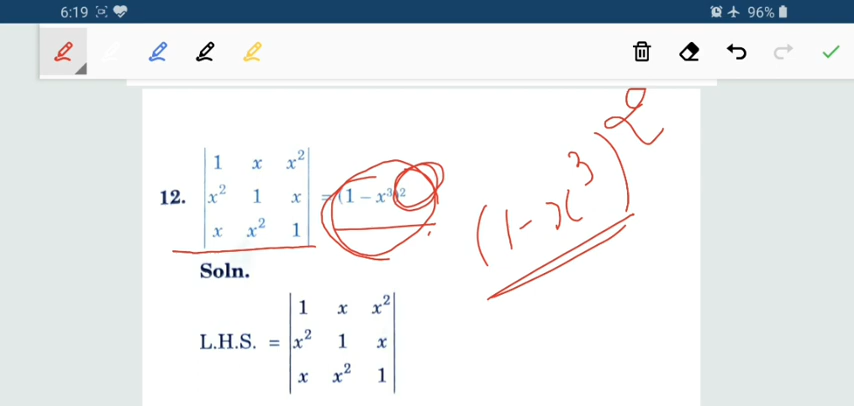 6:19 96%
| 1 x x² |
12. | x² 1 x | = (1 − x³)² (1-x³)²
| x x² 1 |
Soln.
| 1 x x² |
L.H.S. = | x² 1 x |
| x x² 1 |